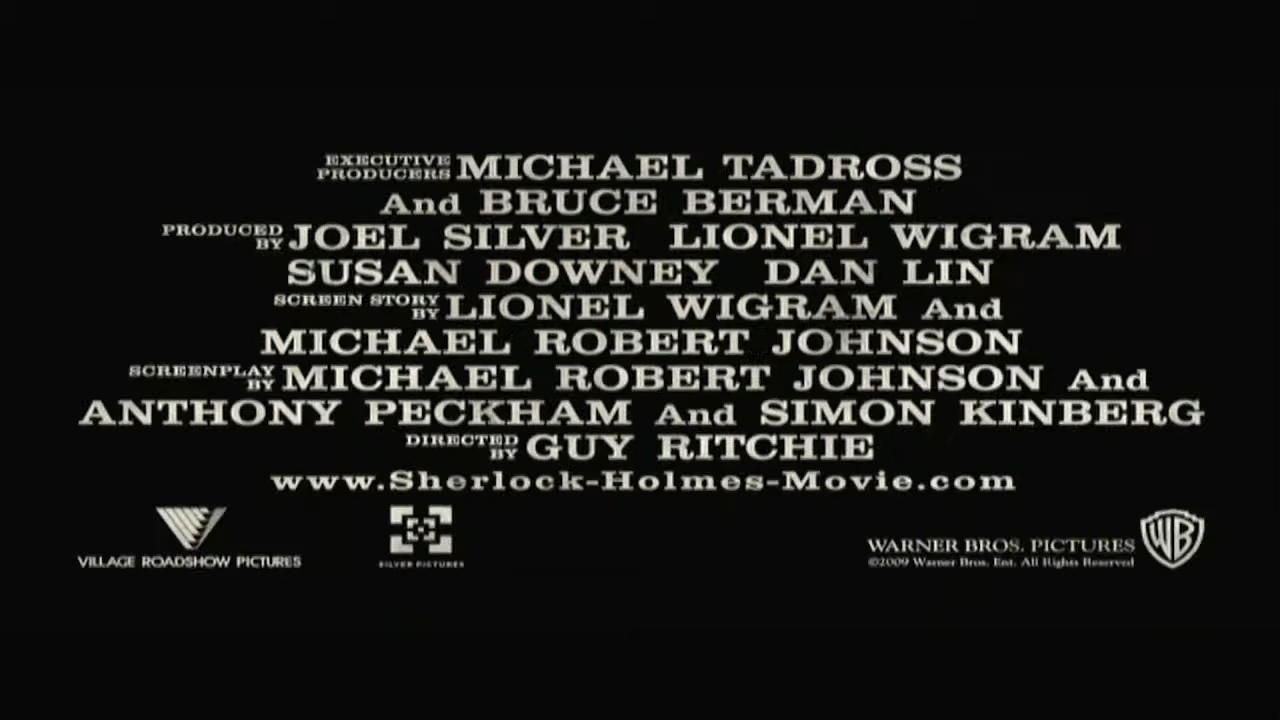 EXECUTIVE PRODUCERS MICHAEL TADROSS
And BRUCE BERMAN
PRODUCED BY JOEL SILVER LIONEL WIGRAM
SUSAN DOWNEY DAN LIN
SCREEN STORY BY LIONEL WIGRAM And
MICHAEL ROBERT JOHNSON
SCREENPLAY BY MICHAEL ROBERT JOHNSON And
ANTHONY PECKHAM And SIMON KINBERG
DIRECTED BY GUY RITCHIE
www.Sherlock-Holmes-Movie.com
VILLAGE ROADSHOW PICTURES
SILVER PICTURES
WARNER BROS. PICTURES
©2009 Warner Bros. Ent. All Rights Reserved
WB